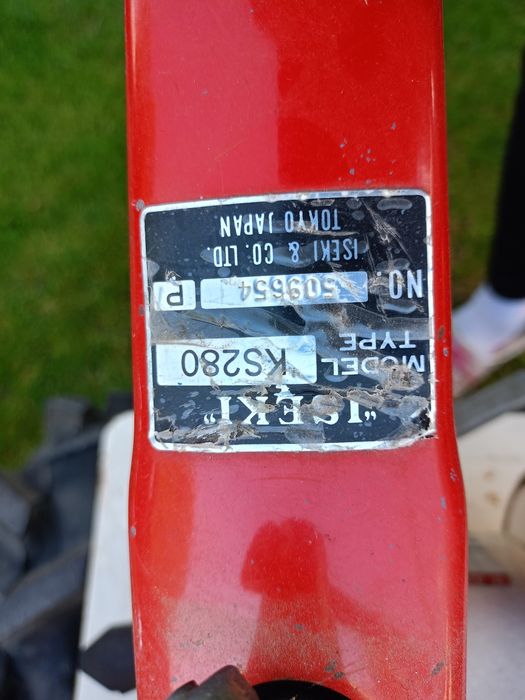 "ISEKI"
MODEL
TYPE KS280
NO. 509654 P
ISEKI & CO. LTD.
TOKYO JAPAN